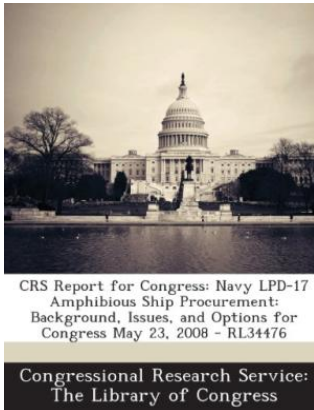 CRS Report for Congress: Navy LPD-17
Amphibious Ship Procurement:
Background, Issues, and Options for
Congress May 23, 2008 - RL34476
Congressional Research Service:
The Library of Congress